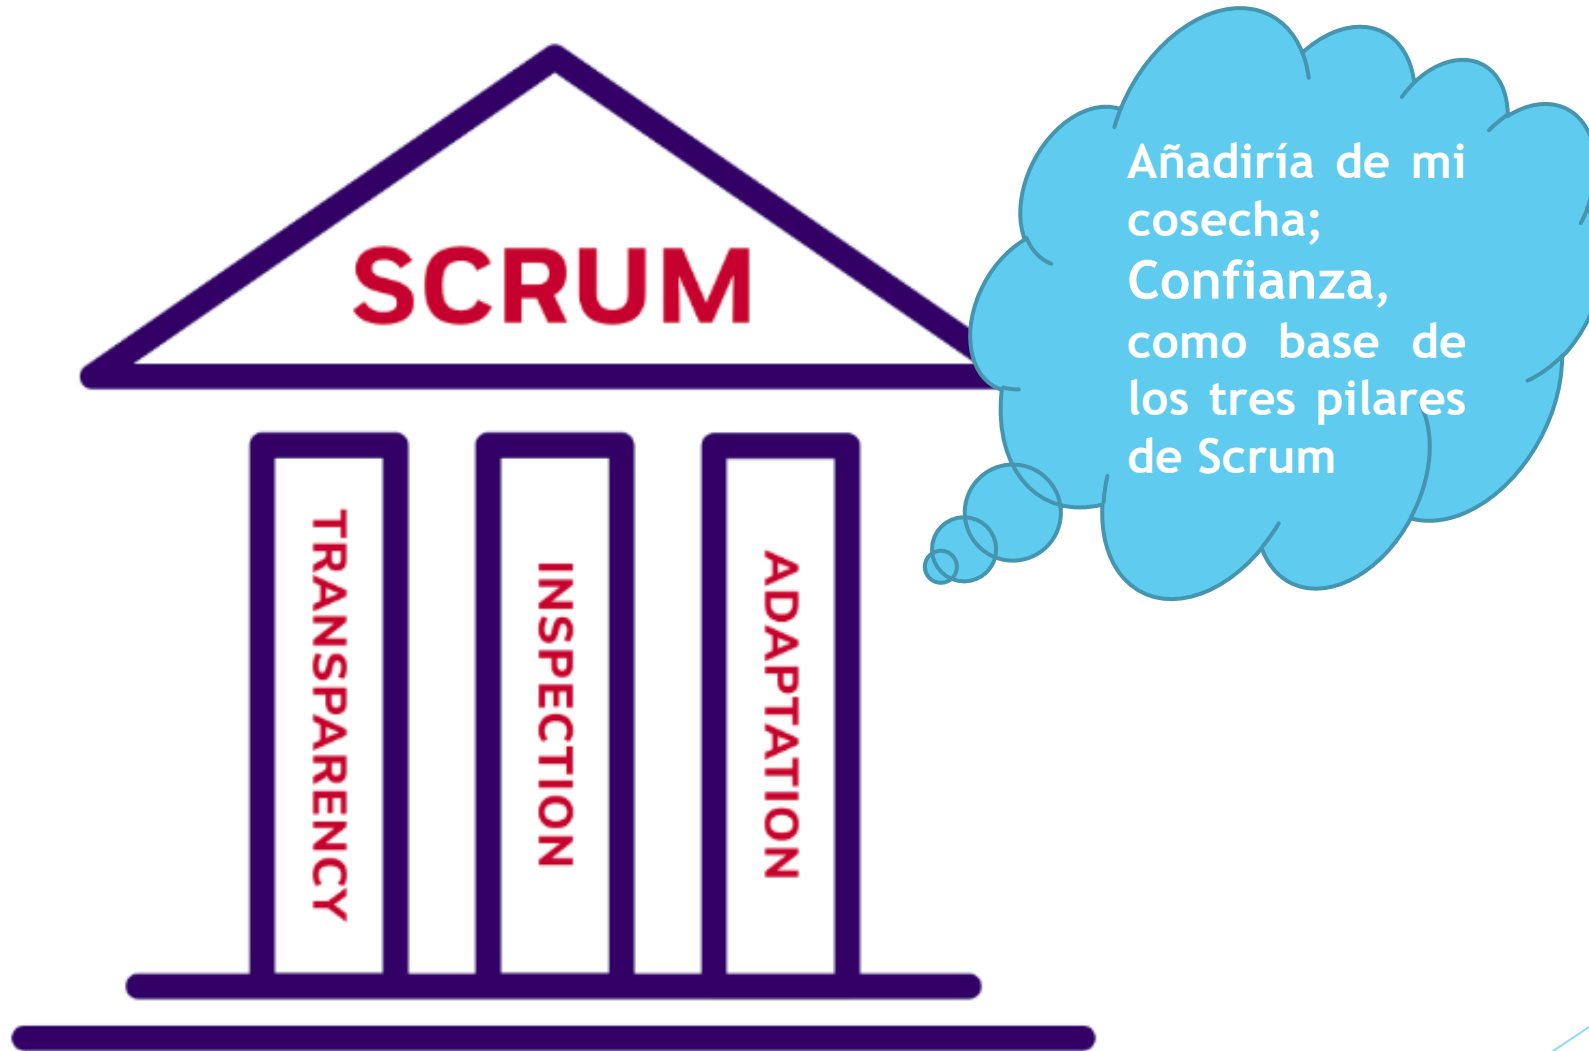 SCRUM
TRANSPARENCY
INSPECTION
ADAPTATION
Añadiría de mi
cosecha;
Confianza,
como base de
los tres pilares
de Scrum